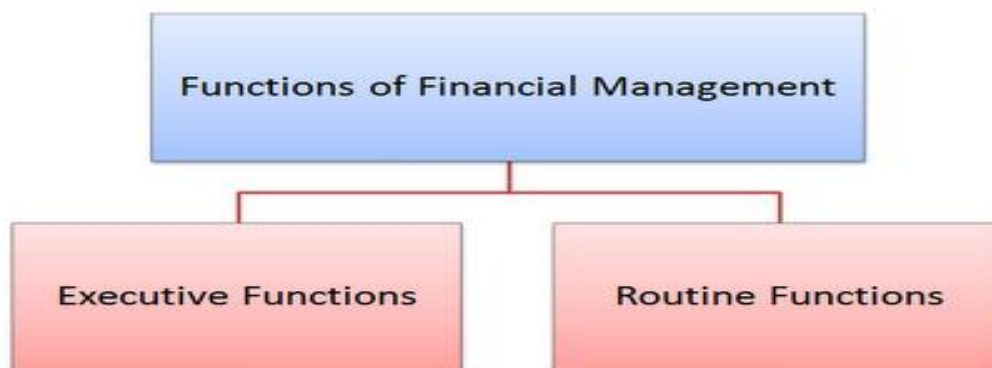 Functions of Financial Management
Executive Functions
Routine Functions